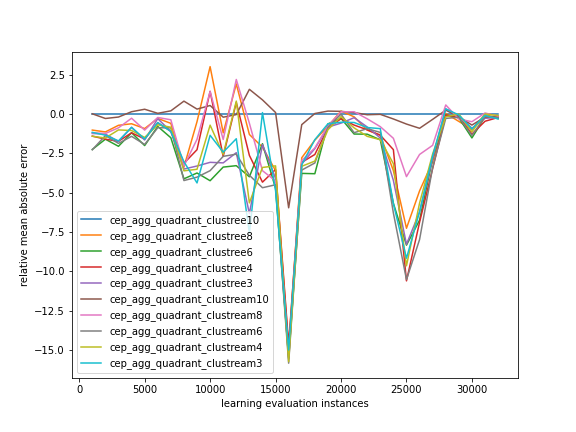 2.5
0.0
−2.5
−5.0
−7.5
−10.0
−12.5
−15.0
relative mean absolute error
cep_agg_quadrant_clustree10
cep_agg_quadrant_clustree8
cep_agg_quadrant_clustree6
cep_agg_quadrant_clustree4
cep_agg_quadrant_clustree3
cep_agg_quadrant_clustream10
cep_agg_quadrant_clustream8
cep_agg_quadrant_clustream6
cep_agg_quadrant_clustream4
cep_agg_quadrant_clustream3
0 5000 10000 15000 20000 25000 30000
learning evaluation instances